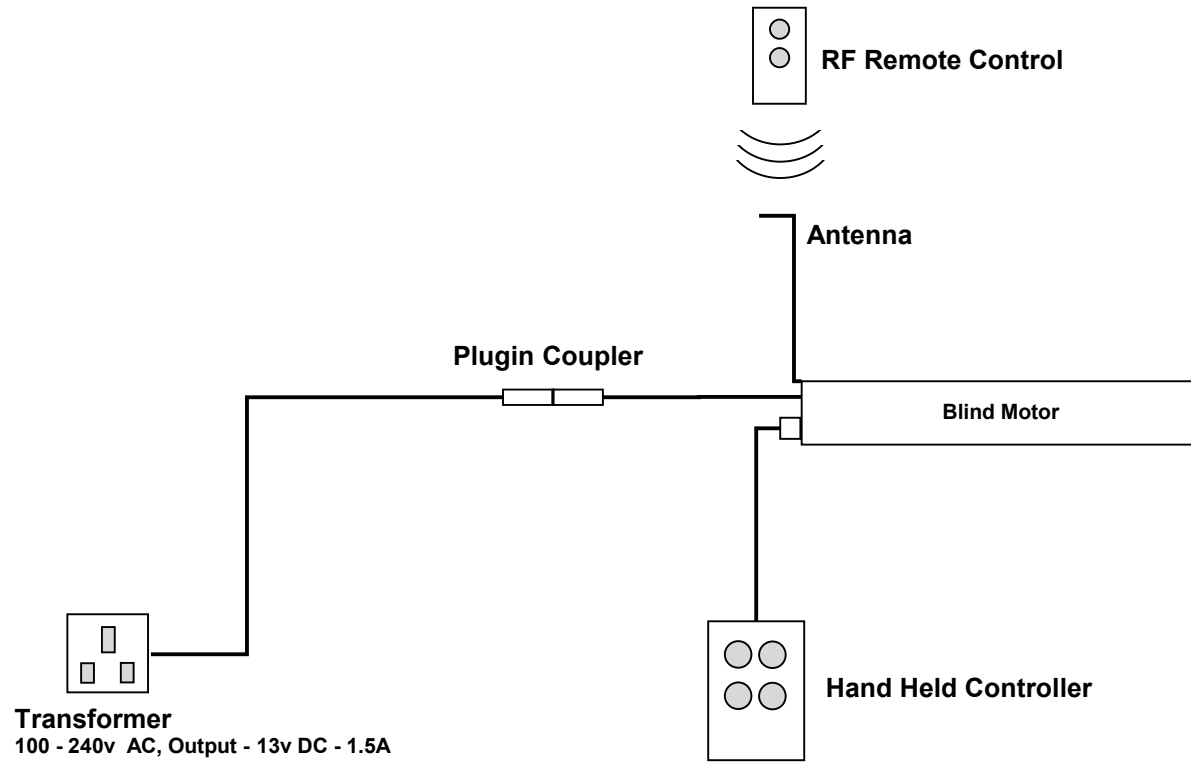 RF Remote Control
Antenna
Plugin Coupler
Blind Motor
Hand Held Controller
Transformer
100 - 240v  AC, Output - 13v DC - 1.5A